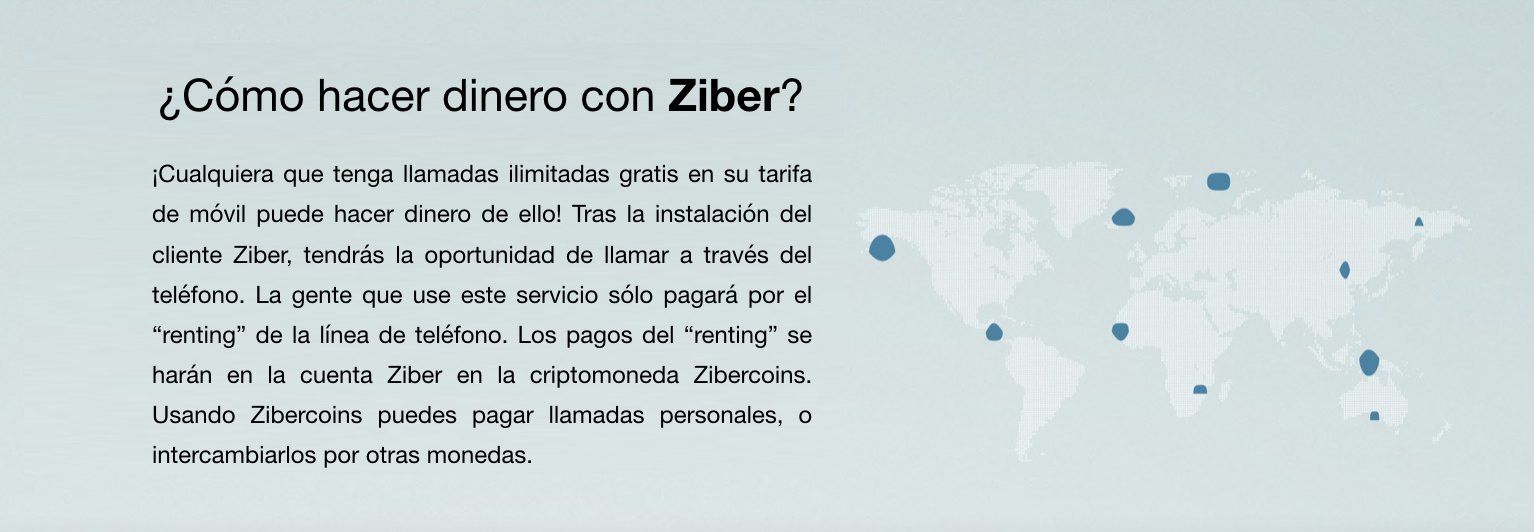 ¿Cómo hacer dinero con Ziber?
¡Cualquiera que tenga llamadas ilimitadas gratis en su tarifa
de móvil puede hacer dinero de ello! Tras la instalación del
cliente Ziber, tendrás la oportunidad de llamar a través del
teléfono. La gente que use este servicio sólo pagará por el
“renting” de la línea de teléfono. Los pagos del “renting” se
harán en la cuenta Ziber en la criptomoneda Zibercoins.
Usando Zibercoins puedes pagar llamadas personales, o
intercambiarlos por otras monedas.